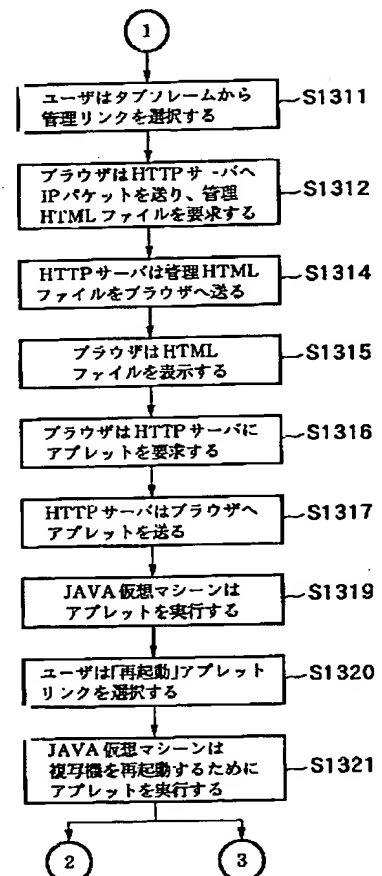 1
ユーザはタブソレームから
管理リンクを選択する
S1311
ブラウザはHTTPサーバへ
IPパケットを送り、管理
HTMLファイルを要求する
S1312
HTTPサーバは管理HTML
ファイルをブラウザへ送る
S1314
ブラウザはHTML
ファイルを表示する
S1315
ブラウザはHTTPサーバに
アプレットを要求する
S1316
HTTPサーバはブラウザへ
アプレットを送る
S1317
JAVA仮想マシーンは
アプレットを実行する
S1319
ユーザは「再起動」アプレット
リンクを選択する
S1320
JAVA仮想マシーンは
複写機を再起動するために
アプレットを実行する
S1321
2
3